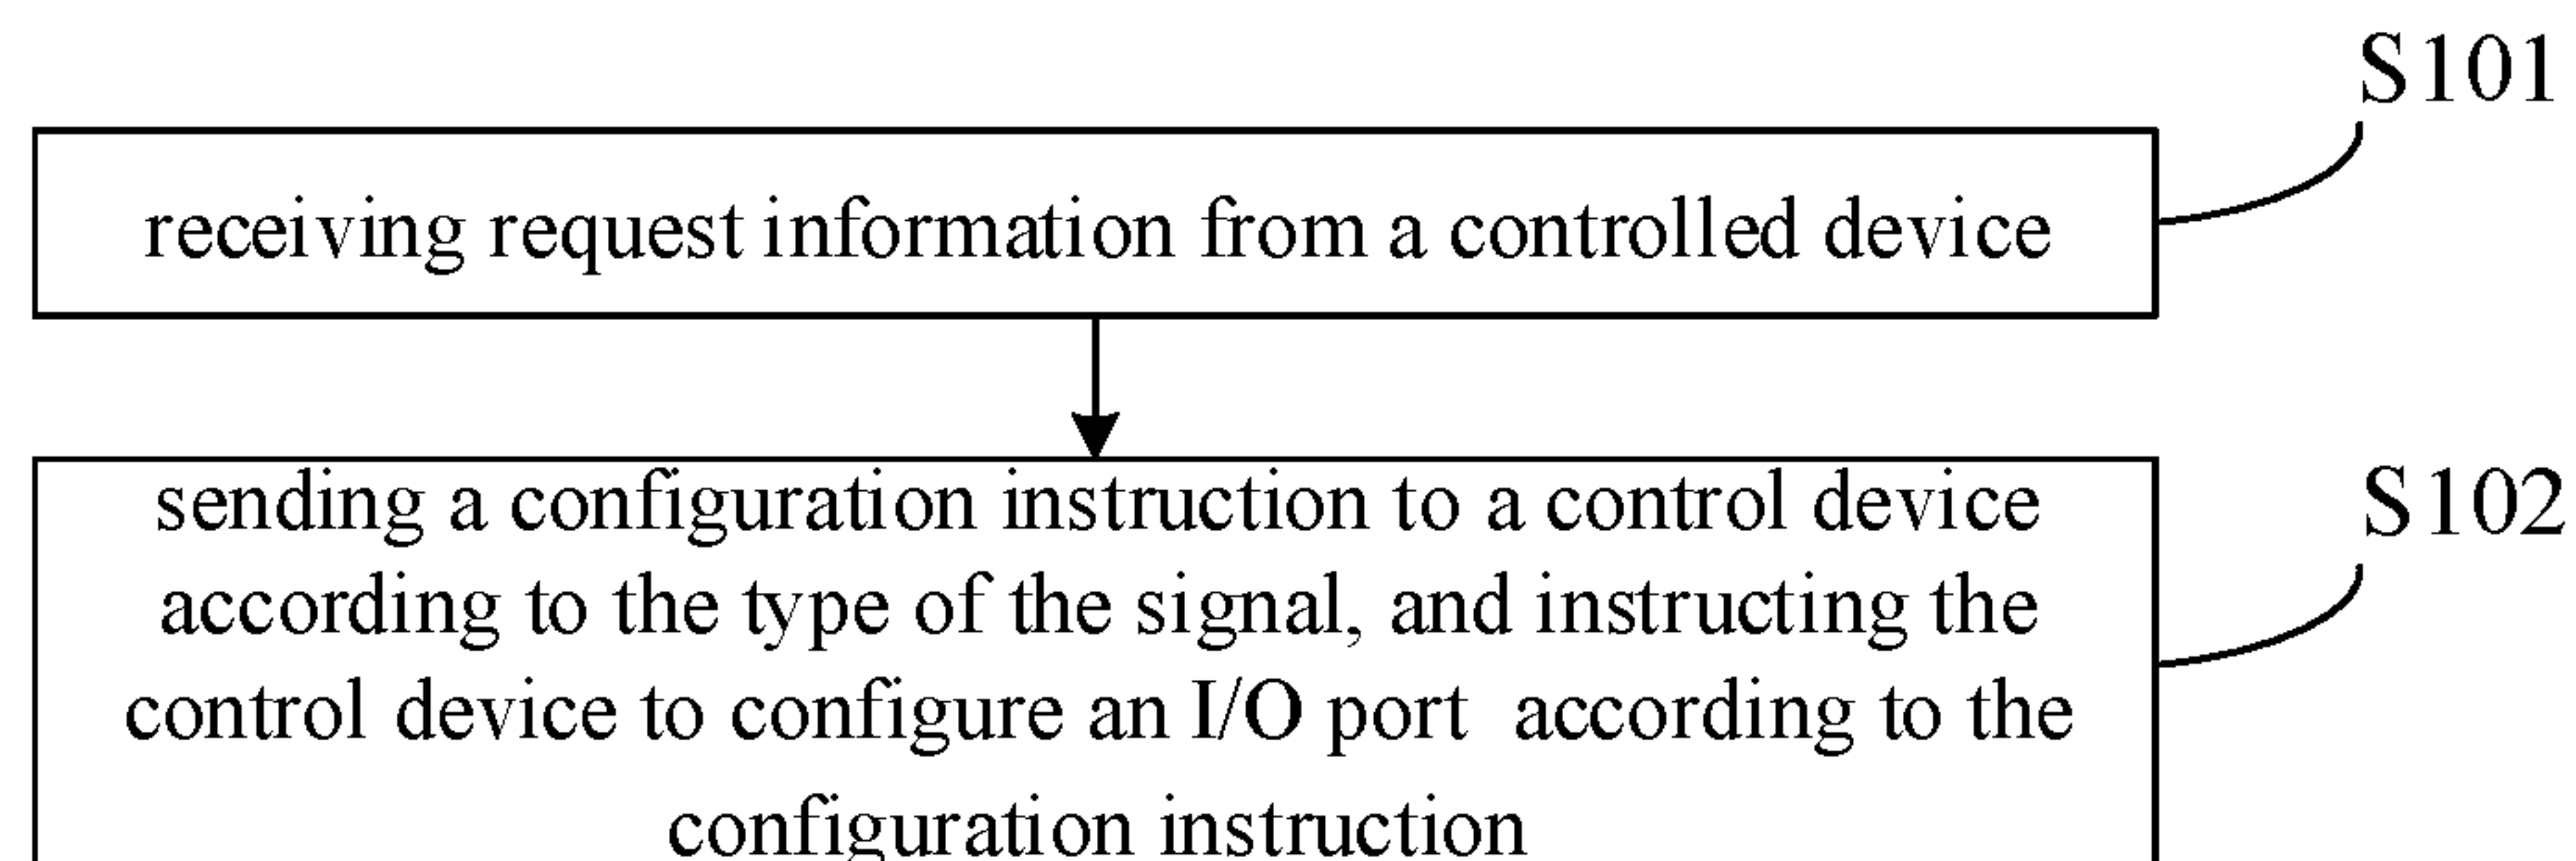 S101
receiving request information from a controlled device
sending a configuration instruction to a control device
S102
according to the type of the signal, and instructing the
control device to configure an I/O port according to the
configuration instruction